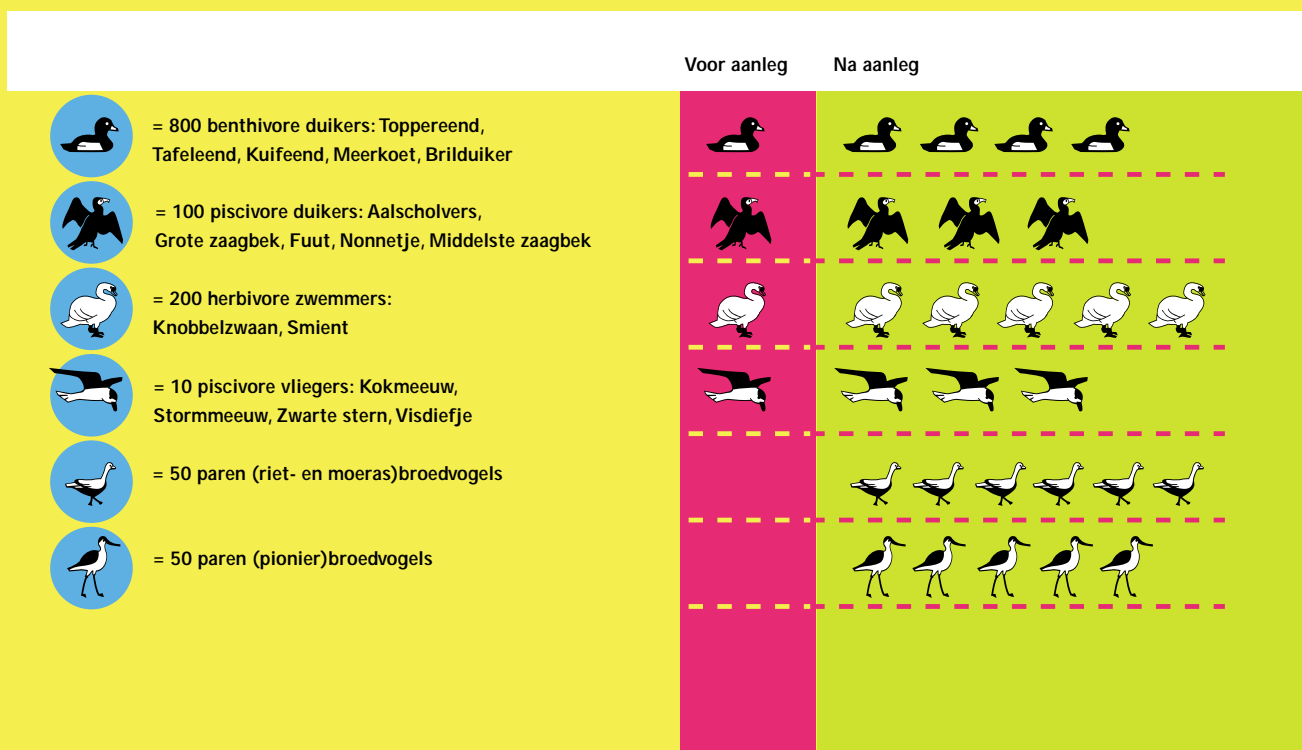 Voor aanleg Na aanleg
= 800 benthivore duikers: Toppereend,
Tafeleend, Kuifeend, Meerkoet, Brilduiker
= 100 piscivore duikers: Aalscholvers,
Grote zaagbek, Fuut, Nonnetje, Middelste zaagbek
= 200 herbivore zwemmers:
Knobbelzwaan, Smient
= 10 piscivore vliegers: Kokmeeuw,
Stormmeeuw, Zwarte stern, Visdiefje
= 50 paren (riet- en moeras)broedvogels
= 50 paren (pionier)broedvogels